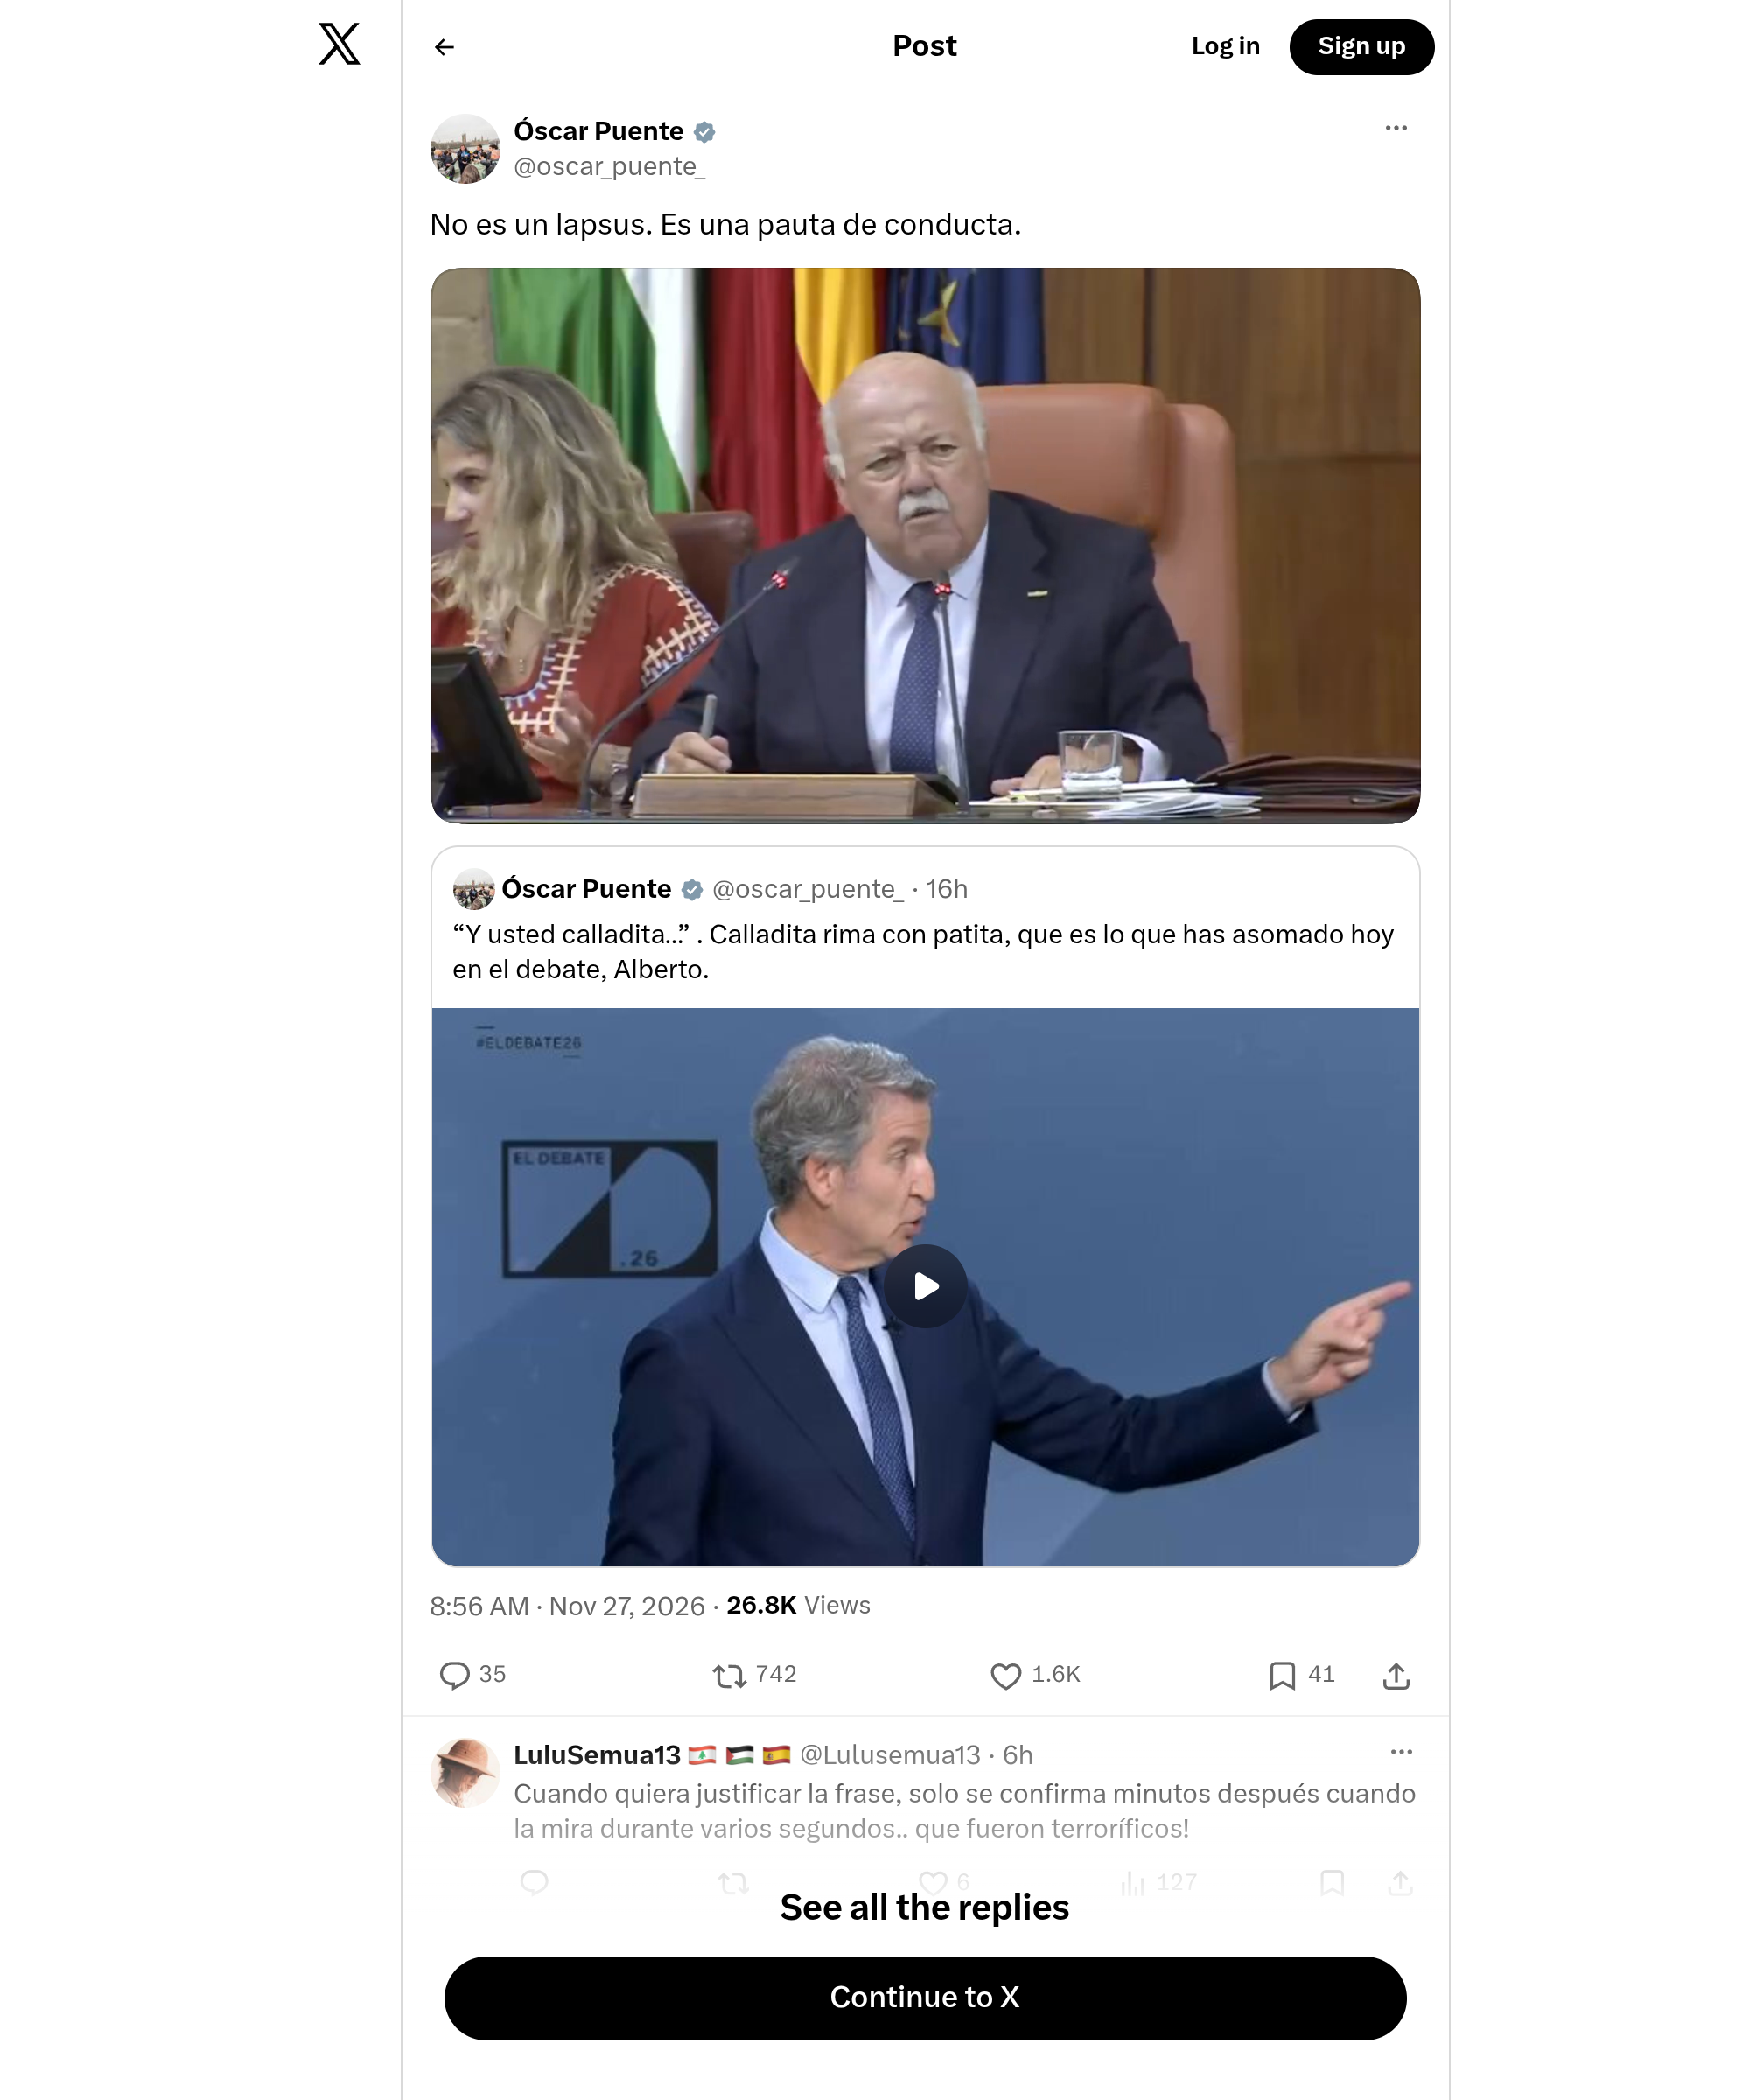 Post
Log in
Sign up
Óscar Puente
@oscar_puente_
No es un lapsus. Es una pauta de conducta.
Óscar Puente @oscar_puente_ · 16h
“Y usted calladita...” . Calladita rima con patita, que es lo que has asomado hoy
en el debate, Alberto.
#ELDEBATE26
EL DEBATE
.26
8:56 AM · Nov 27, 2026 · 26.8K Views
35
742
1.6K
41
LuluSemua13 🇱🇧 🇵🇸 🇪🇸 @Lulusemua13 · 6h
Cuando quiera justificar la frase, solo se confirma minutos después cuando
la mira durante varios segundos.. que fueron terroríficos!
6
127
See all the replies
Continue to X